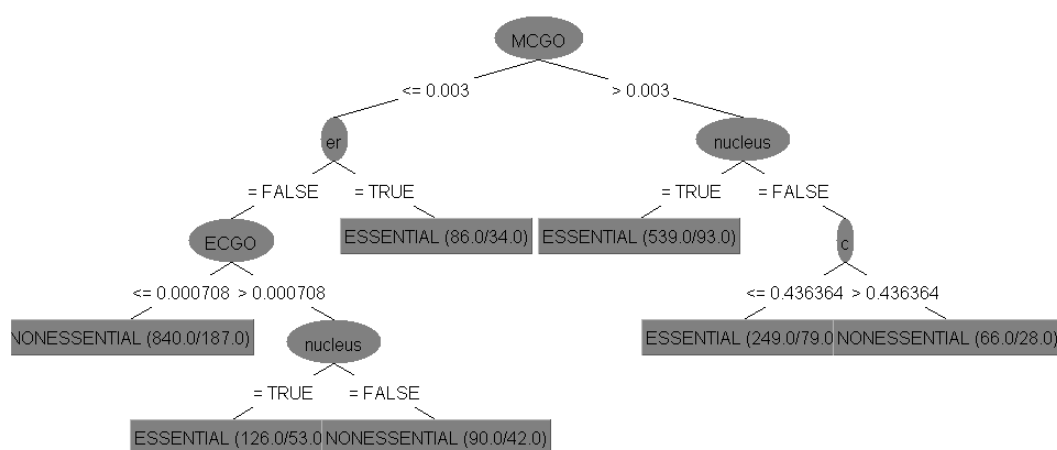 MCGO
<= 0.003
> 0.003
er
nucleus
= FALSE
= TRUE
= TRUE
= FALSE
ECGO
ESSENTIAL (86.0/34.0)
ESSENTIAL (539.0/93.0)
c
<= 0.000708
> 0.000708
<= 0.436364
> 0.436364
NONESSENTIAL (840.0/187.0)
nucleus
ESSENTIAL (249.0/79.0
NONESSENTIAL (66.0/28.0)
= TRUE
= FALSE
ESSENTIAL (126.0/53.0
NONESSENTIAL (90.0/42.0)